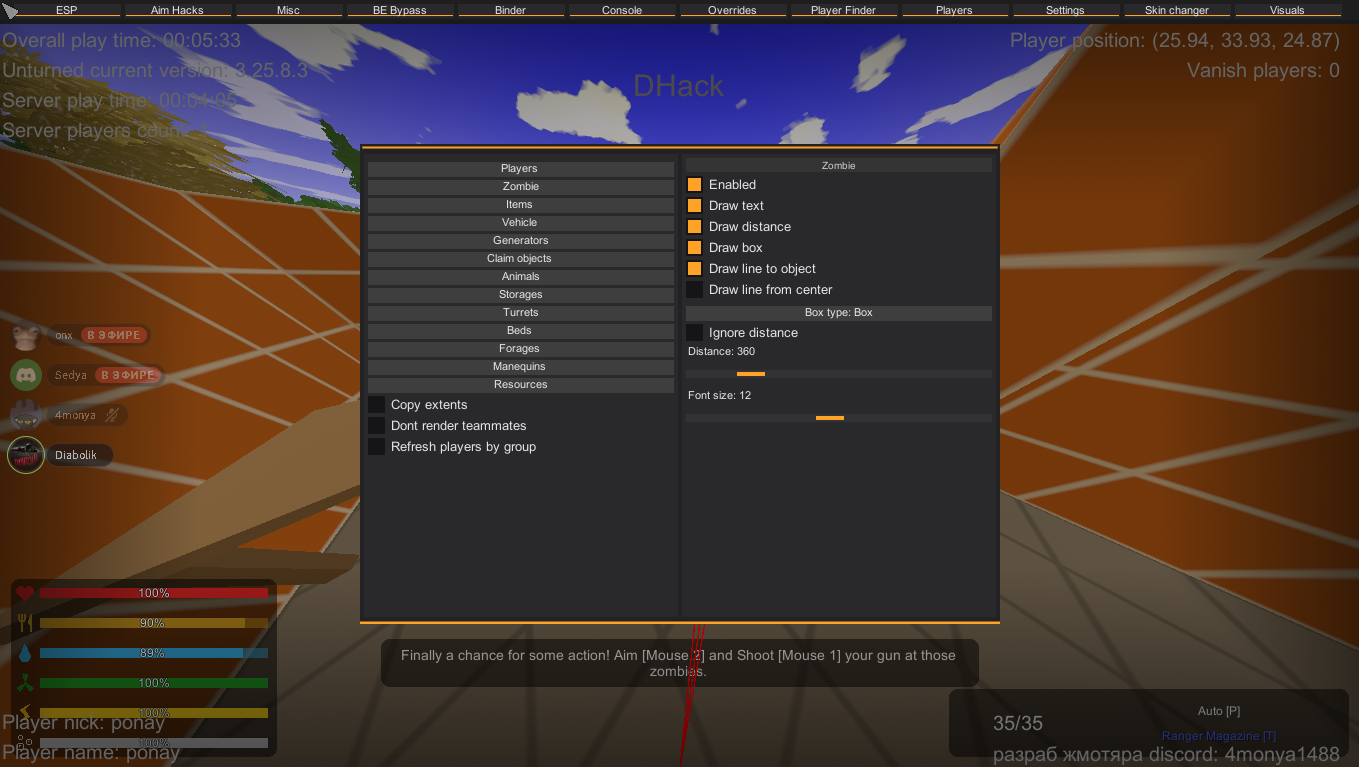 ESP
Aim Hacks
Misc
BE Bypass
Binder
Console
Overrides
Player Finder
Players
Settings
Skin changer
Visuals
Overall play time: 00:05:33
Unturned current version: 3.25.8.3
Server play time: 00:04:05
Server players count:
Player position: (25.94, 33.93, 24.87)
Vanish players: 0
DHack
Players
Zombie
Items
Vehicle
Generators
Claim objects
Animals
Storages
Turrets
Beds
Forages
Manequins
Resources
Copy extents
Dont render teammates
Refresh players by group
Zombie
Enabled
Draw text
Draw distance
Draw box
Draw line to object
Draw line from center
Box type: Box
Ignore distance
Distance: 360
Font size: 12
onx В ЭФИРЕ
Sedya В ЭФИРЕ
4monya
Diabolik
100%
90%
89%
100%
100%
100%
Player nick: ponay
Player name: ponay
Finally a chance for some action! Aim [Mouse 2] and Shoot [Mouse 1] your gun at those
zombies.
Auto [P]
35/35
Ranger Magazine [T]
разраб жмотяра discord: 4monya1488